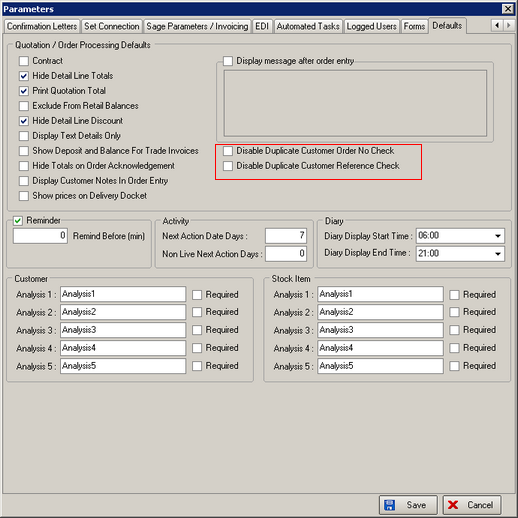 Parameters
Confirmation Letters Set Connection Sage Parameters / Invoicing EDI Automated Tasks Logged Users Forms Defaults
Quotation / Order Processing Defaults
Contract
Hide Detail Line Totals
Print Quotation Total
Exclude From Retail Balances
Hide Detail Line Discount
Display Text Details Only
Show Deposit and Balance For Trade Invoices
Hide Totals on Order Acknowledgement
Display Customer Notes In Order Entry
Show prices on Delivery Docket
Display message after order entry
Disable Duplicate Customer Order No Check
Disable Duplicate Customer Reference Check
Reminder
0 Remind Before (min)
Activity
Next Action Date Days : 7
Non Live Next Action Days : 0
Diary
Diary Display Start Time : 06:00
Diary Display End Time : 21:00
Customer
Analysis 1 : Analysis1 Required
Analysis 2 : Analysis2 Required
Analysis 3 : Analysis3 Required
Analysis 4 : Analysis4 Required
Analysis 5 : Analysis5 Required
Stock Item
Analysis 1 : Analysis1 Required
Analysis 2 : Analysis2 Required
Analysis 3 : Analysis3 Required
Analysis 4 : Analysis4 Required
Analysis 5 : Analysis5 Required
Save Cancel